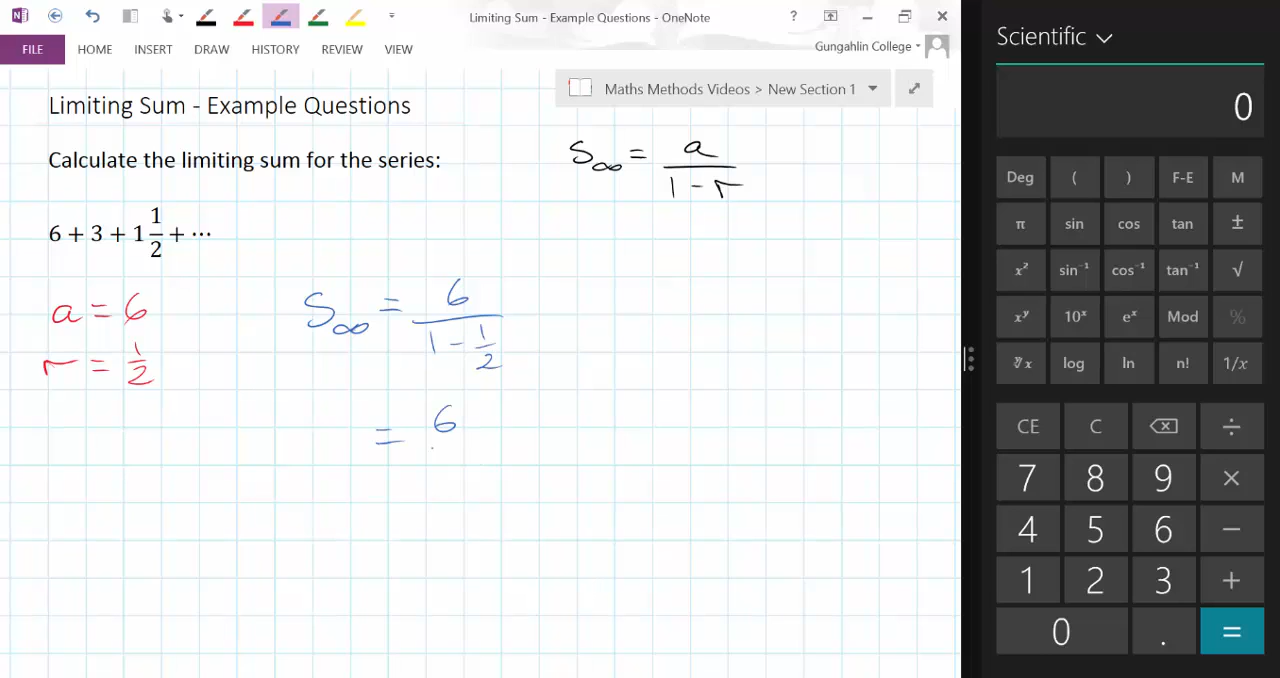 Limiting Sum - Example Questions - OneNote
?
FILE HOME INSERT DRAW HISTORY REVIEW VIEW
Gungahlin College
Maths Methods Videos > New Section 1
Limiting Sum - Example Questions
Calculate the limiting sum for the series:
6 + 3 + 1 1/2 + ⋯
S∞ = a/(1 - r)
a = 6
r = 1/2
S∞ = 6/(1 - 1/2)
= 6
Scientific
0
Deg ( ) F-E M
π sin cos tan ±
x² sin⁻¹ cos⁻¹ tan⁻¹ √
xʸ 10ˣ eˣ Mod %
ʸ√x log ln n! 1/x
CE C ⌫ ÷
7 8 9 ×
4 5 6 −
1 2 3 +
0 . =